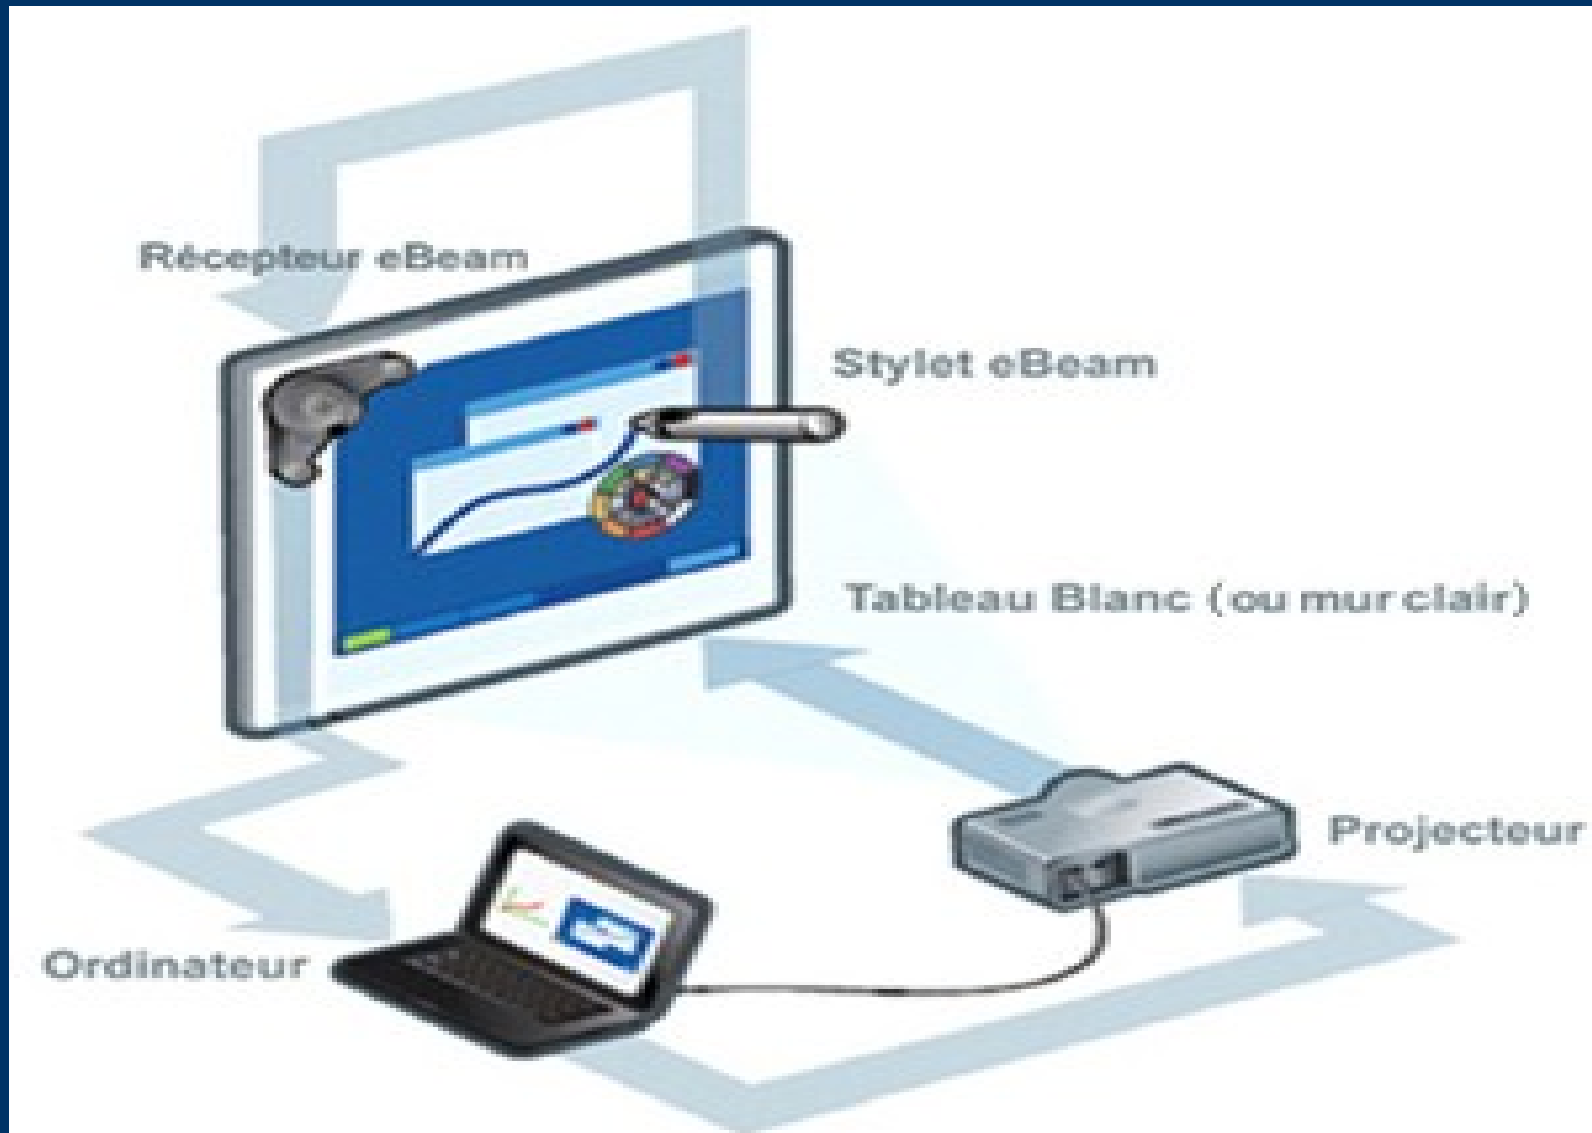 Récepteur eBeam
Stylet eBeam
Tableau Blanc (ou mur clair)
Projecteur
Ordinateur